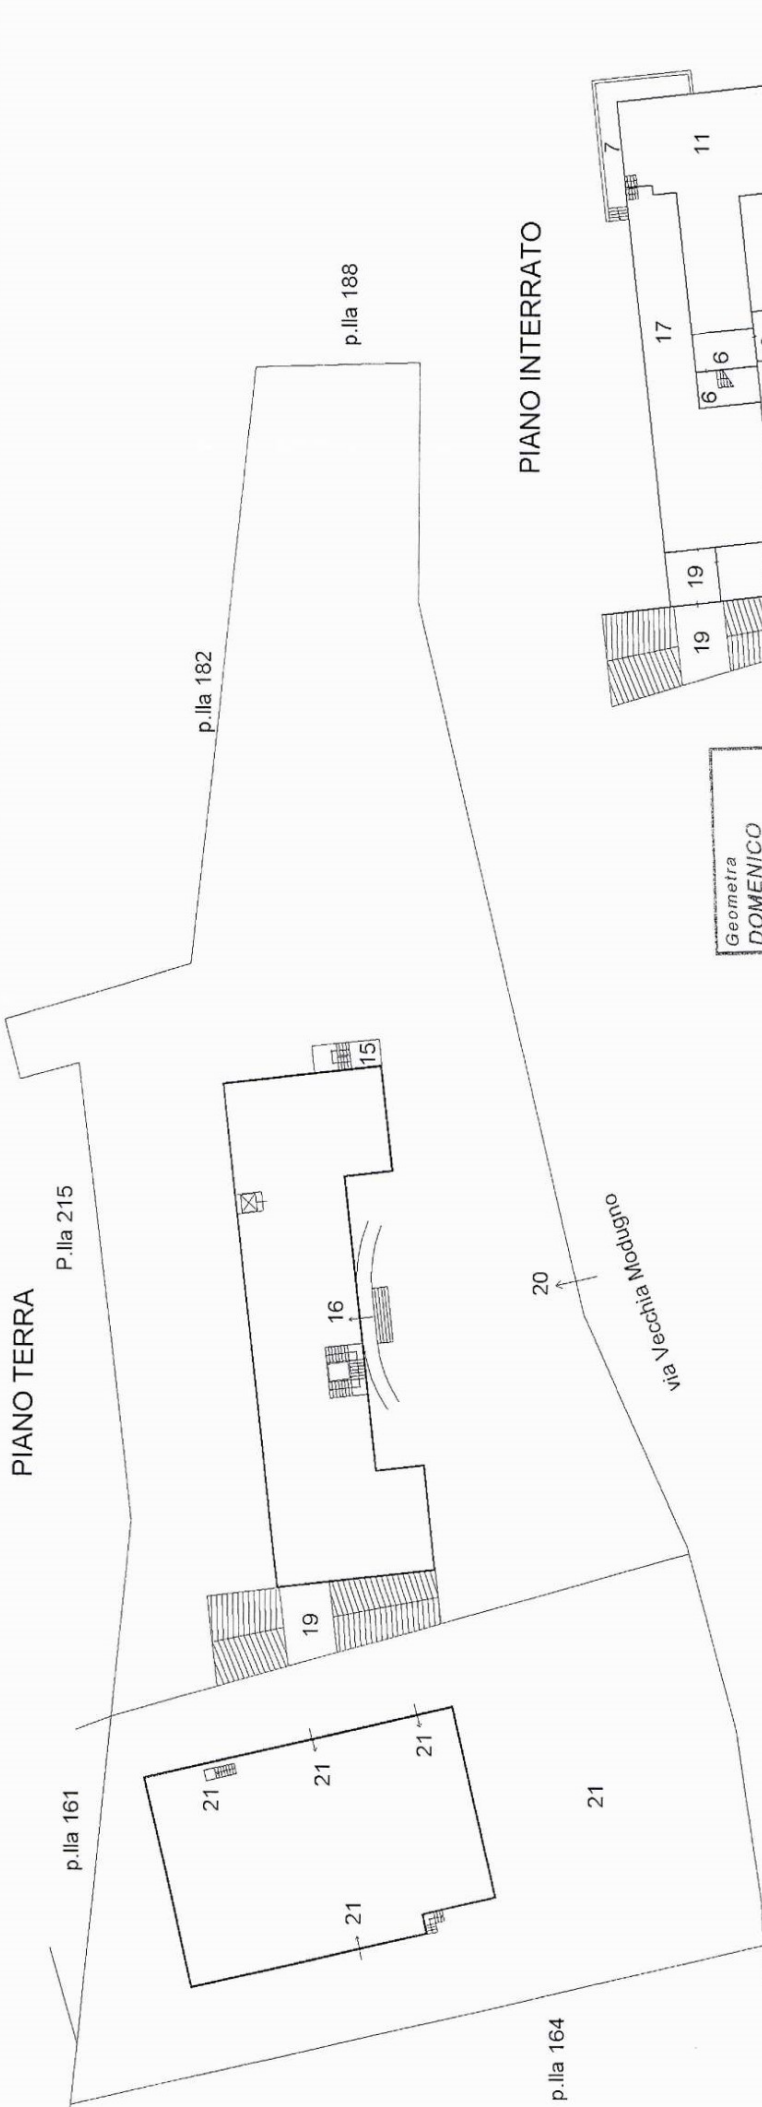 PIANO TERRA
P.lla 215
p.lla 182
p.lla 188
p.lla 161
p.lla 164
via Vecchia Modugno
15
16
20
19
21
21
21
21
21
PIANO INTERRATO
7
11
17
6
6
19
19
Geometra
DOMENICO